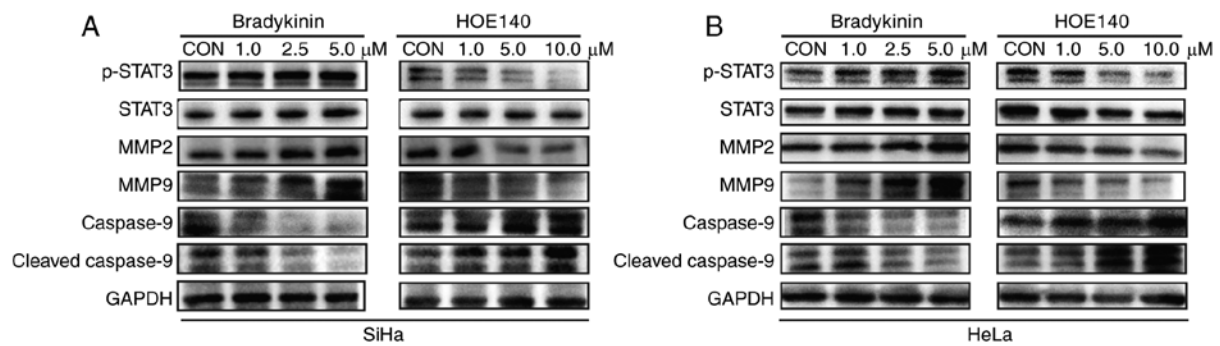 A
Bradykinin HOE140
CON 1.0 2.5 5.0 μM CON 1.0 5.0 10.0 μM
p-STAT3
STAT3
MMP2
MMP9
Caspase-9
Cleaved caspase-9
GAPDH
SiHa
B
Bradykinin HOE140
CON 1.0 2.5 5.0 μM CON 1.0 5.0 10.0 μM
p-STAT3
STAT3
MMP2
MMP9
Caspase-9
Cleaved caspase-9
GAPDH
HeLa